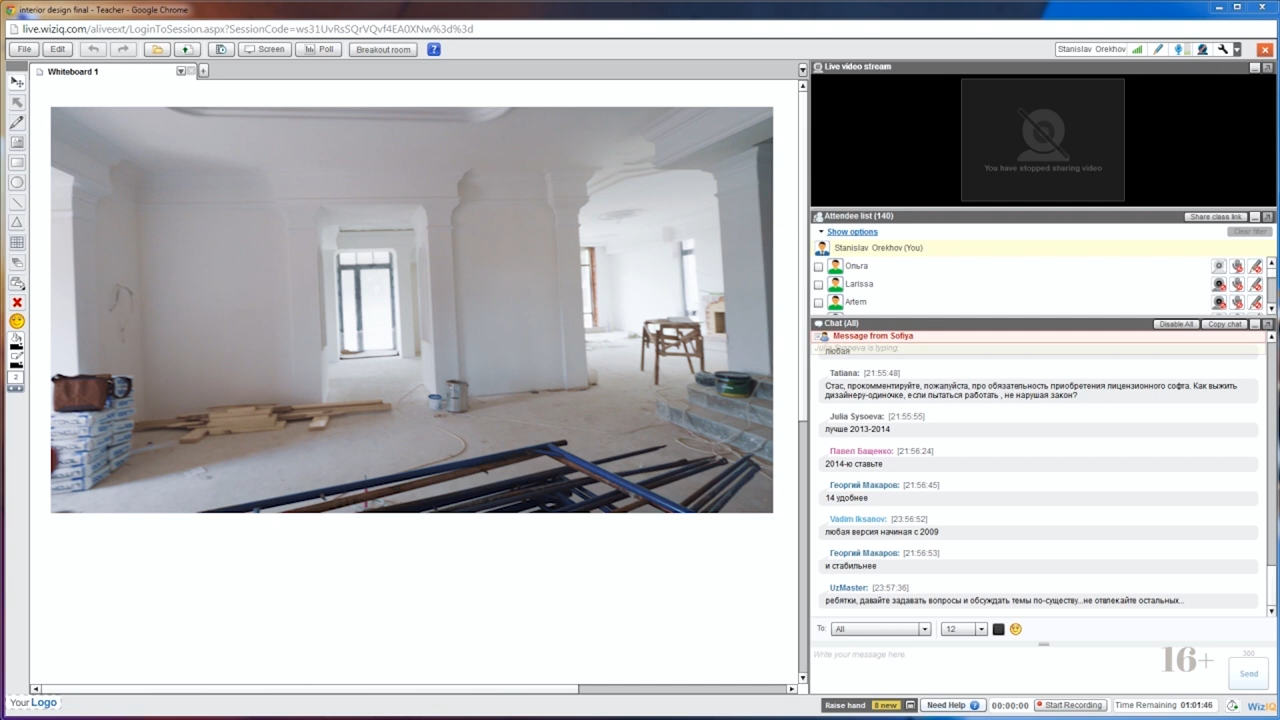 interior design final - Teacher - Google Chrome
live.wiziq.com/aliveext/LoginToSession.aspx?SessionCode=ws31UvRsSQrVQvf4EA0XNw%3d%3d
File Edit Screen Poll Breakout room ? Stanislav Orekhov
Whiteboard 1
Live video stream
You have stopped sharing video
Attendee list (140) Share class link
Show options Clear filter
Stanislav Orekhov (You)
Ольга
Larissa
Artem
Chat (All) Disable All Copy chat
Message from Sofiya
Julia Sysoeva is typing.
любая
Tatiana: [21:55:48]
Стас, прокомментируйте, пожалуйста, про обязательность приобретения лицензионного софта. Как выжить
дизайнеру-одиночке, если пытаться работать , не нарушая закон?
Julia Sysoeva: [21:55:55]
лучше 2013-2014
Павел Бащенко: [21:56:24]
2014-ю ставьте
Георгий Макаров: [21:56:45]
14 удобнее
Vadim Iksanov: [23:56:52]
любая версия начиная с 2009
Георгий Макаров: [21:56:53]
и стабильнее
UzMaster: [23:57:36]
ребятки, давайте задавать вопросы и обсуждать темы по-существу...не отвлекайте остальных...
To: All 12
Write your message here.
16+
300
Send
Your Logo
Raise hand 8 new Need Help ? 00:00:00 Start Recording Time Remaining 01:01:46 WizIQ